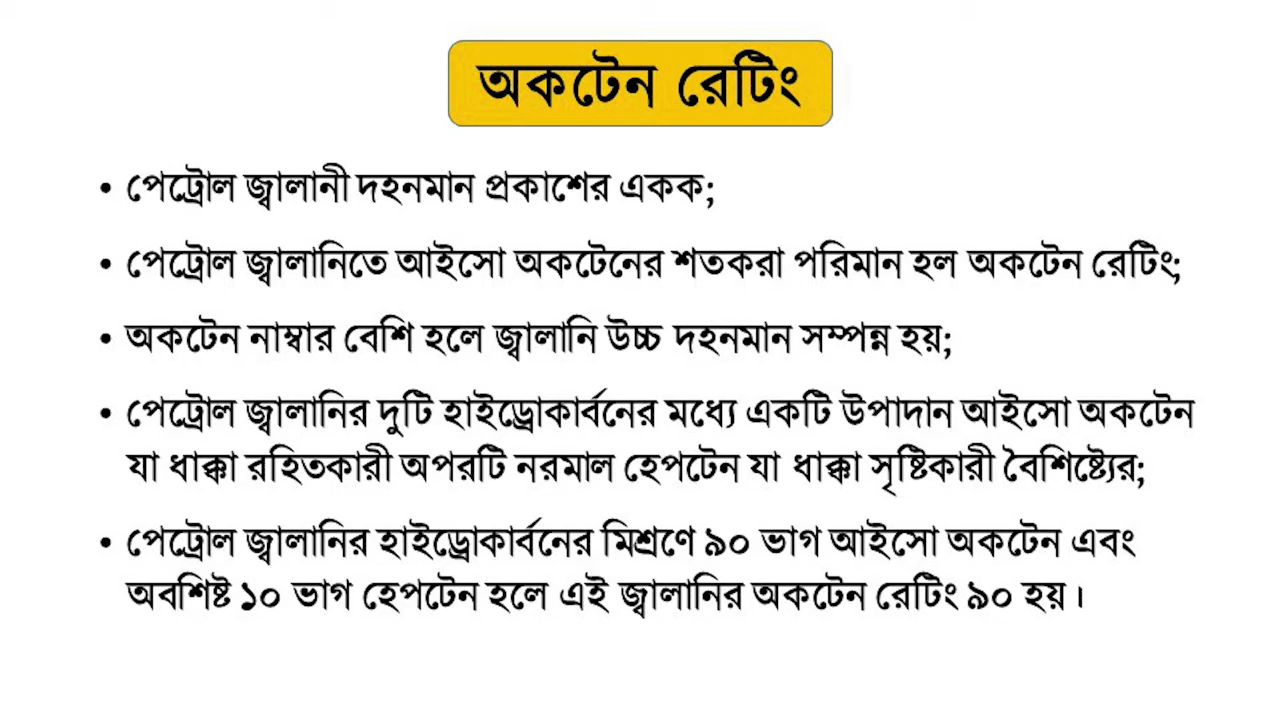 অকটেন রেটিং
• পেট্রোল জ্বালানী দহনমান প্রকাশের একক;
• পেট্রোল জ্বালানিতে আইসো অকটেনের শতকরা পরিমান হল অকটেন রেটিং;
• অকটেন নাম্বার বেশি হলে জ্বালানি উচ্চ দহনমান সম্পন্ন হয়;
• পেট্রোল জ্বালানির দুটি হাইড্রোকার্বনের মধ্যে একটি উপাদান আইসো অকটেন
যা ধাক্কা রহিতকারী অপরটি নরমাল হেপটেন যা ধাক্কা সৃষ্টিকারী বৈশিষ্ট্যের;
• পেট্রোল জ্বালানির হাইড্রোকার্বনের মিশ্রণে ৯০ ভাগ আইসো অকটেন এবং
অবশিষ্ট ১০ ভাগ হেপটেন হলে এই জ্বালানির অকটেন রেটিং ৯০ হয়।